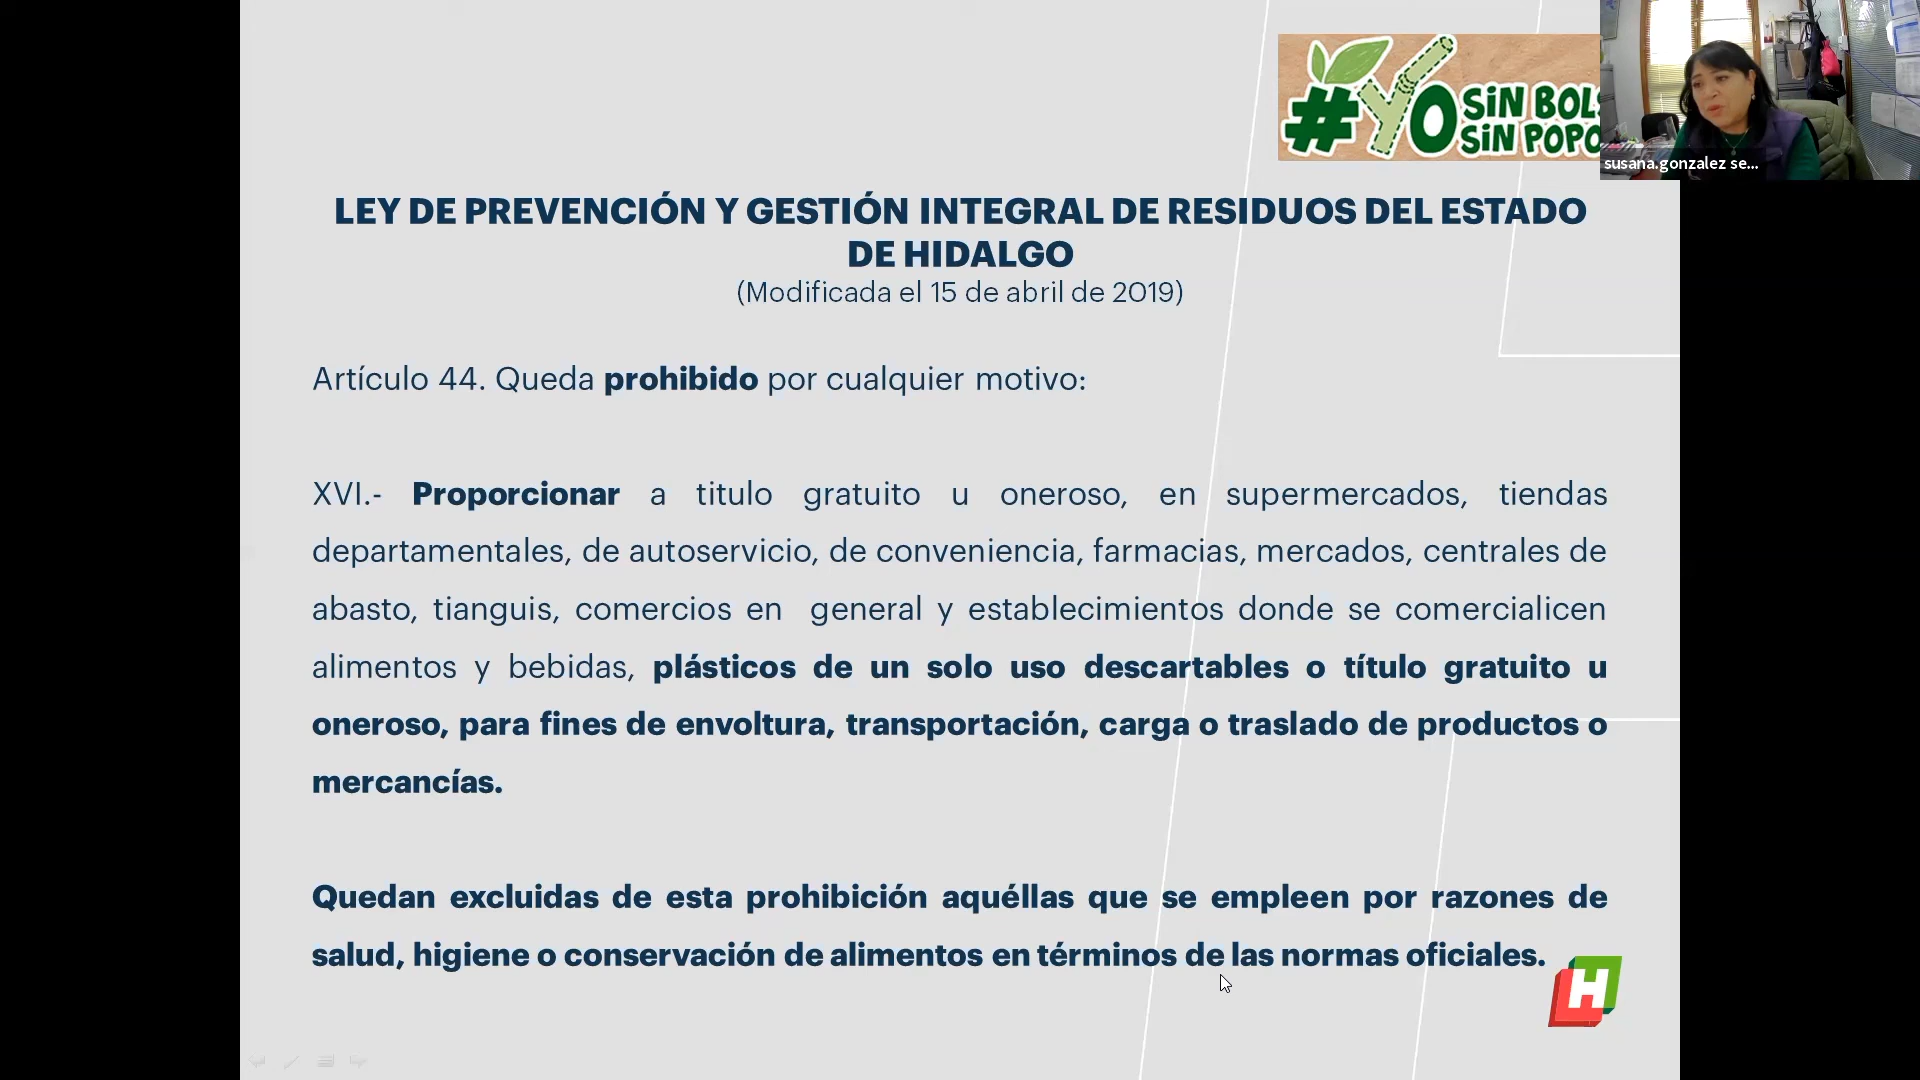 #YO SiN BOLS
SiN POPO
susana.gonzalez se...
LEY DE PREVENCIÓN Y GESTIÓN INTEGRAL DE RESIDUOS DEL ESTADO
DE HIDALGO
(Modificada el 15 de abril de 2019)
Artículo 44. Queda prohibido por cualquier motivo:
XVI.- Proporcionar a titulo gratuito u oneroso, en supermercados, tiendas
departamentales, de autoservicio, de conveniencia, farmacias, mercados, centrales de
abasto, tianguis, comercios en general y establecimientos donde se comercialicen
alimentos y bebidas, plásticos de un solo uso descartables o título gratuito u
oneroso, para fines de envoltura, transportación, carga o traslado de productos o
mercancías.
Quedan excluidas de esta prohibición aquéllas que se empleen por razones de
salud, higiene o conservación de alimentos en términos de las normas oficiales.
H